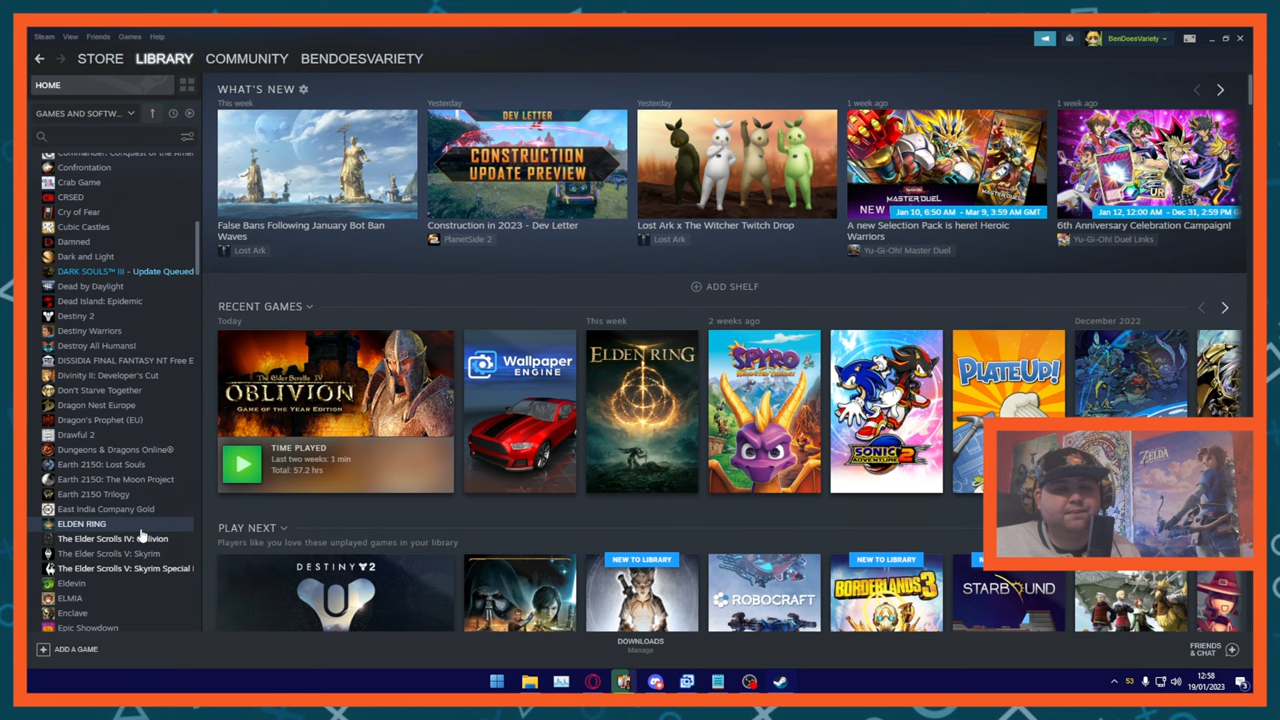 Steam View Friends Games Help
BenDoesVariety
STORE LIBRARY COMMUNITY BENDOESVARIETY
HOME
GAMES AND SOFTW...
Confrontation
Crab Game
CRSED
Cry of Fear
Cubic Castles
Damned
Dark and Light
DARK SOULS™ III - Update Queued
Dead by Daylight
Dead Island: Epidemic
Destiny 2
Destiny Warriors
Destroy All Humans!
DISSIDIA FINAL FANTASY NT Free E
Divinity II: Developer's Cut
Don't Starve Together
Dragon Nest Europe
Dragon's Prophet (EU)
Drawful 2
Dungeons & Dragons Online®
Earth 2150: Lost Souls
Earth 2150: The Moon Project
Earth 2150 Trilogy
East India Company Gold
ELDEN RING
The Elder Scrolls IV: Oblivion
The Elder Scrolls V: Skyrim
The Elder Scrolls V: Skyrim Special
Eldevin
ELMIA
Enclave
Epic Showdown
ADD A GAME
WHAT'S NEW
This week
False Bans Following January Bot Ban
Waves
Lost Ark
Yesterday
DEV LETTER
CONSTRUCTION
UPDATE PREVIEW
Construction in 2023 - Dev Letter
PlanetSide 2
Yesterday
Lost Ark x The Witcher Twitch Drop
Lost Ark
1 week ago
MASTER DUEL
NEW
Jan 10, 6:50 AM - Mar 9, 3:59 AM GMT
A new Selection Pack is here! Heroic
Warriors
Yu-Gi-Oh! Master Duel
1 week ago
UR
Jan 12, 12:00 AM - Dec 31, 2:59 P
6th Anniversary Celebration Campaign!
Yu-Gi-Oh! Duel Links
ADD SHELF
RECENT GAMES
Today
This week
2 weeks ago
December 2022
The Elder Scrolls IV
OBLIVION
GAME OF THE YEAR EDITION
TIME PLAYED
Last two weeks: 1 min
Total: 57.2 hrs
Wallpaper
ENGINE
ELDEN RING
SPYRO
SONIC
ADVENTURE 2
PLATEUP!
ZELDA
PLAY NEXT
Players like you love these unplayed games in your library
DESTINY 2
NEW TO LIBRARY
ROBOCRAFT
NEW TO LIBRARY
BORDERLANDS 3
STARBOUND
DOWNLOADS
Manage
FRIENDS
& CHAT
53
12:58
19/01/2023
3